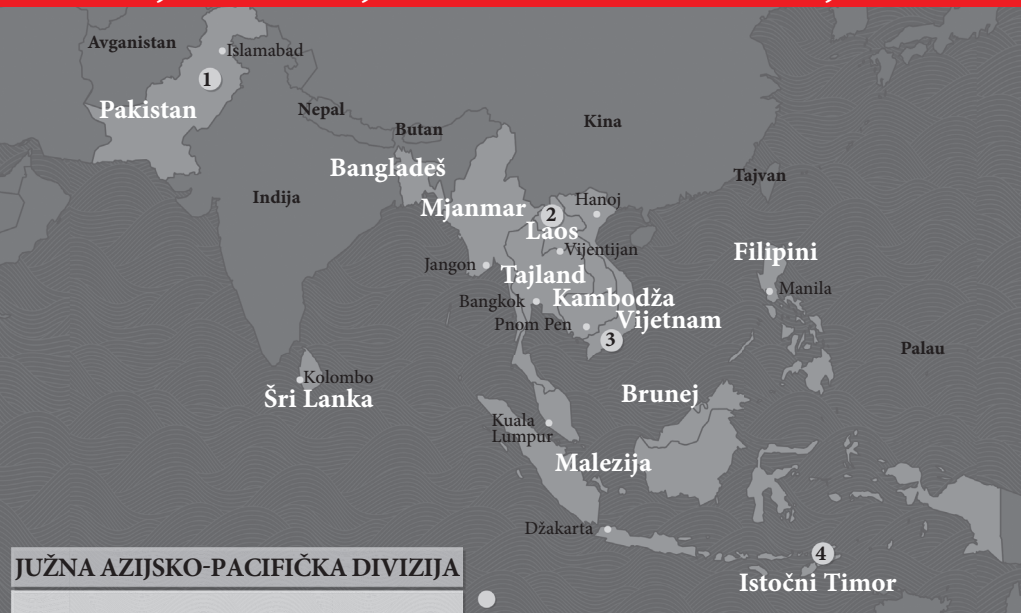 Avganistan
Islamabad
1
Pakistan
Nepal
Butan
Kina
Bangladeš
Tajvan
Indija
Mjanmar
2
Hanoj
Laos
Vijentijan
Filipini
Jangon
Tajland
Manila
Bangkok
Kambodža
Pnom Pen
Vijetnam
3
Palau
Kolombo
Šri Lanka
Brunej
Kuala
Lumpur
Malezija
Džakarta
4
JUŽNA AZIJSKO-PACIFIČKA DIVIZIJA
Istočni Timor